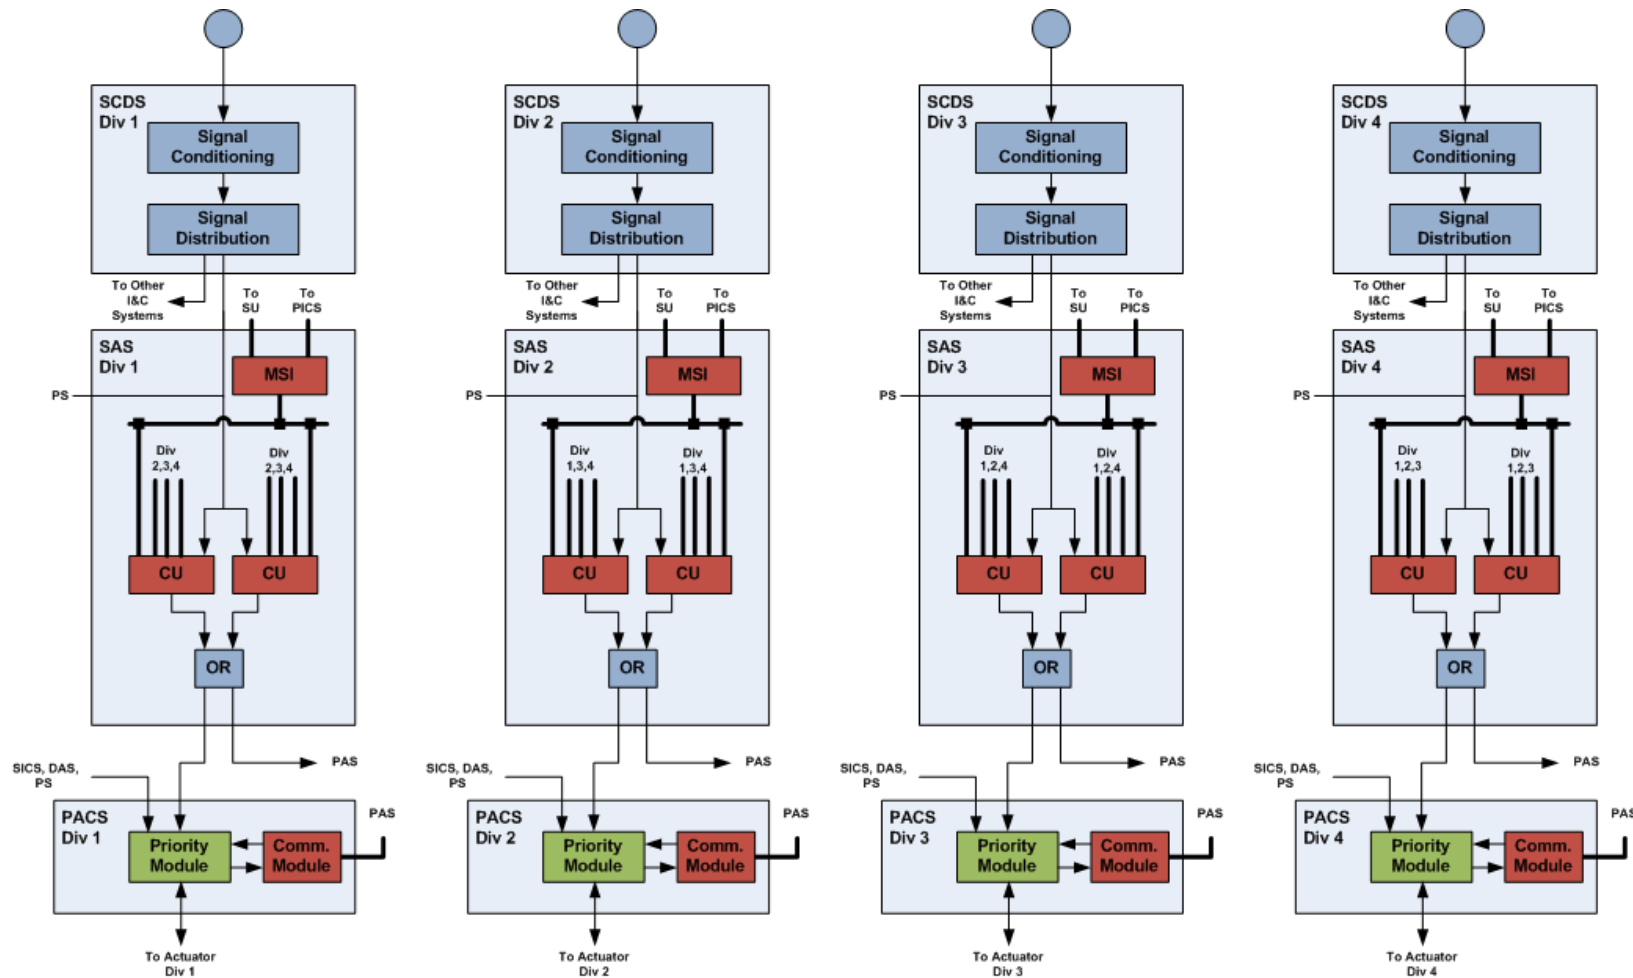 SCDS
Div 1
Signal
Conditioning
Signal
Distribution
To Other
I&C
Systems
To
SU
To
PICS
SAS
Div 1
MSI
PS
Div
2,3,4
Div
2,3,4
CU
CU
OR
PAS
SICS, DAS,
PS
PACS
Div 1
Priority
Module
Comm.
Module
PAS
To Actuator
Div 1
SCDS
Div 2
Signal
Conditioning
Signal
Distribution
To Other
I&C
Systems
To
SU
To
PICS
SAS
Div 2
MSI
PS
Div
1,3,4
Div
1,3,4
CU
CU
OR
PAS
SICS, DAS,
PS
PACS
Div 2
Priority
Module
Comm.
Module
PAS
To Actuator
Div 2
SCDS
Div 3
Signal
Conditioning
Signal
Distribution
To Other
I&C
Systems
To
SU
To
PICS
SAS
Div 3
MSI
PS
Div
1,2,4
Div
1,2,4
CU
CU
OR
PAS
SICS, DAS,
PS
PACS
Div 3
Priority
Module
Comm.
Module
PAS
To Actuator
Div 3
SCDS
Div 4
Signal
Conditioning
Signal
Distribution
To Other
I&C
Systems
To
SU
To
PICS
SAS
Div 4
MSI
PS
Div
1,2,3
Div
1,2,3
CU
CU
OR
PAS
SICS, DAS,
PS
PACS
Div 4
Priority
Module
Comm.
Module
PAS
To Actuator
Div 4